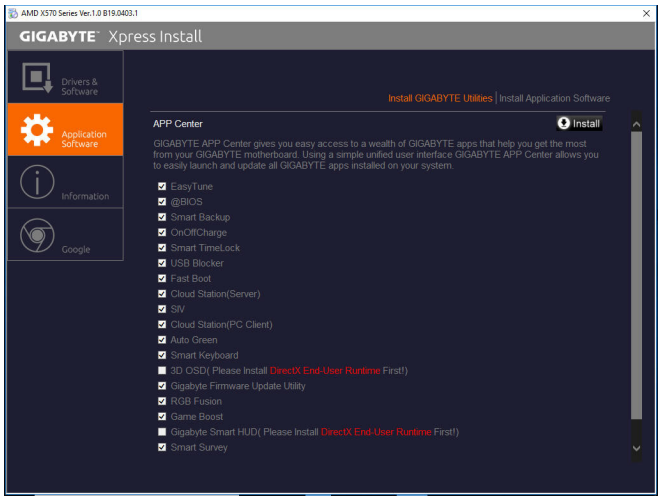 AMD X570 Series Ver.1.0 B19.0403.1
GIGABYTE™ Xpress Install
Drivers &
Software
Application
Software
Information
Google
Install GIGABYTE Utilities | Install Application Software
APP Center
Install
GIGABYTE APP Center gives you easy access to a wealth of GIGABYTE apps that help you get the most
from your GIGABYTE motherboard. Using a simple unified user interface GIGABYTE APP Center allows you
to easily launch and update all GIGABYTE apps installed on your system.
EasyTune
@BIOS
Smart Backup
OnOffCharge
Smart TimeLock
USB Blocker
Fast Boot
Cloud Station(Server)
SIV
Cloud Station(PC Client)
Auto Green
Smart Keyboard
3D OSD( Please Install DirectX End-User Runtime First!)
Gigabyte Firmware Update Utility
RGB Fusion
Game Boost
Gigabyte Smart HUD( Please Install DirectX End-User Runtime First!)
Smart Survey